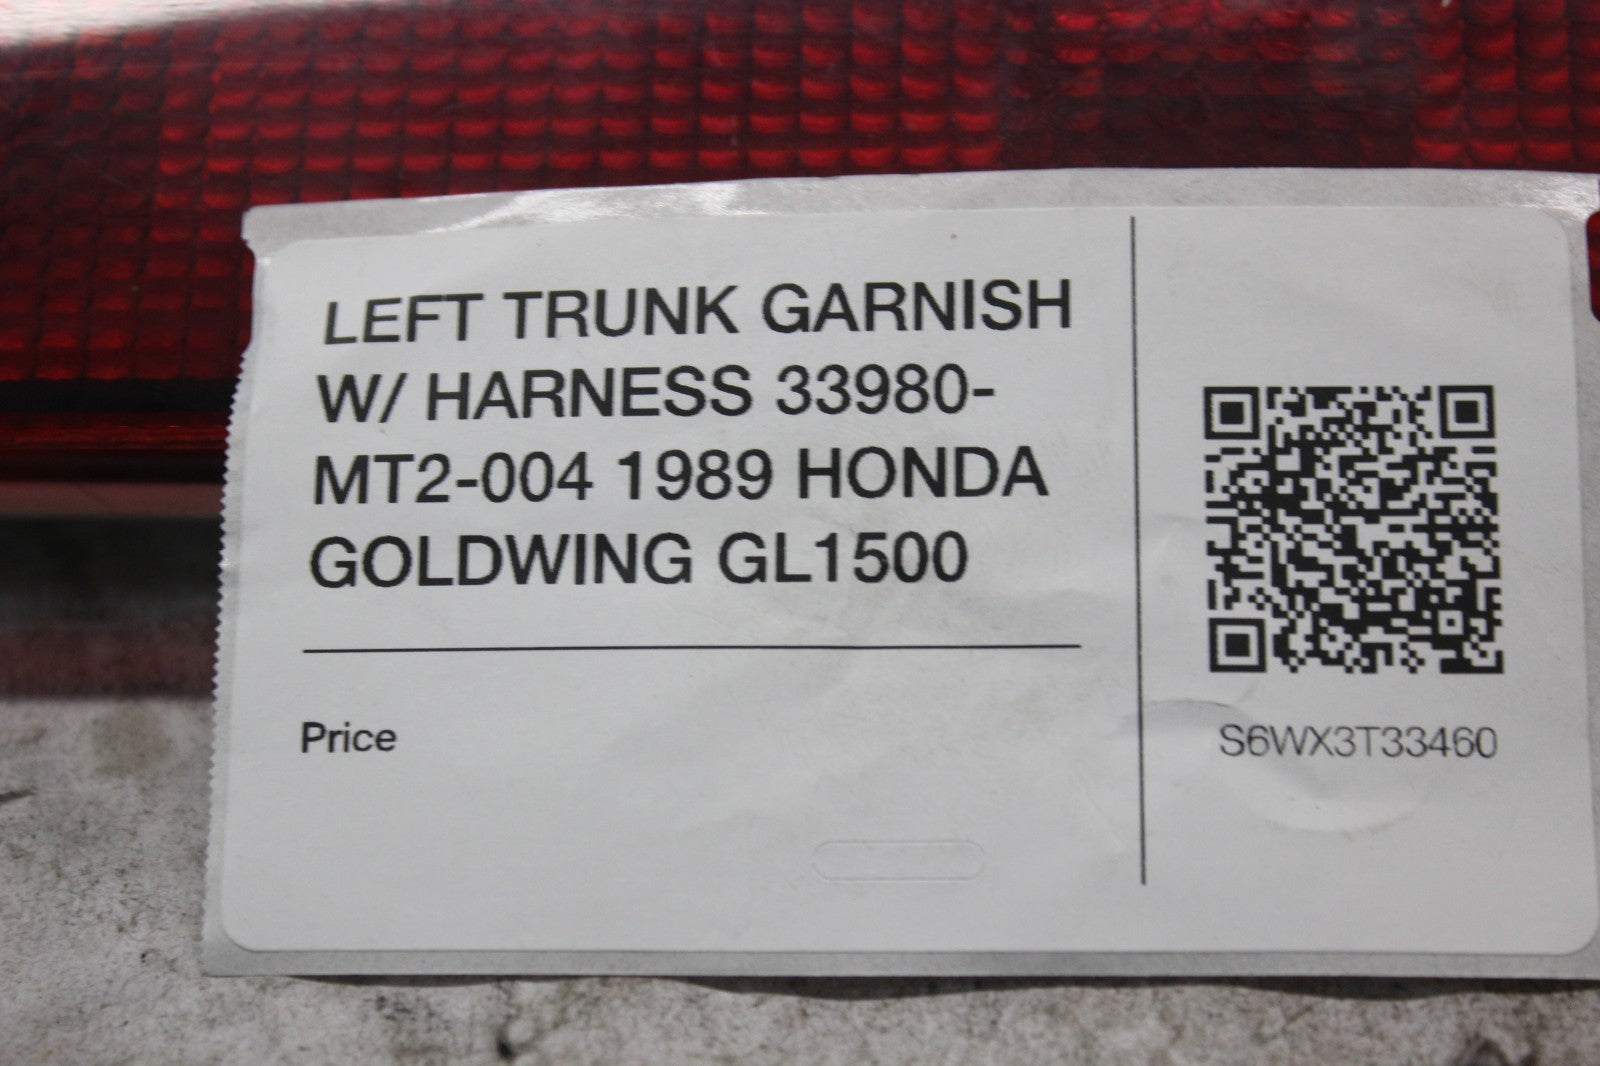 LEFT TRUNK GARNISH
W/ HARNESS 33980-
MT2-004 1989 HONDA
GOLDWING GL1500
Price
S6WX3T33460